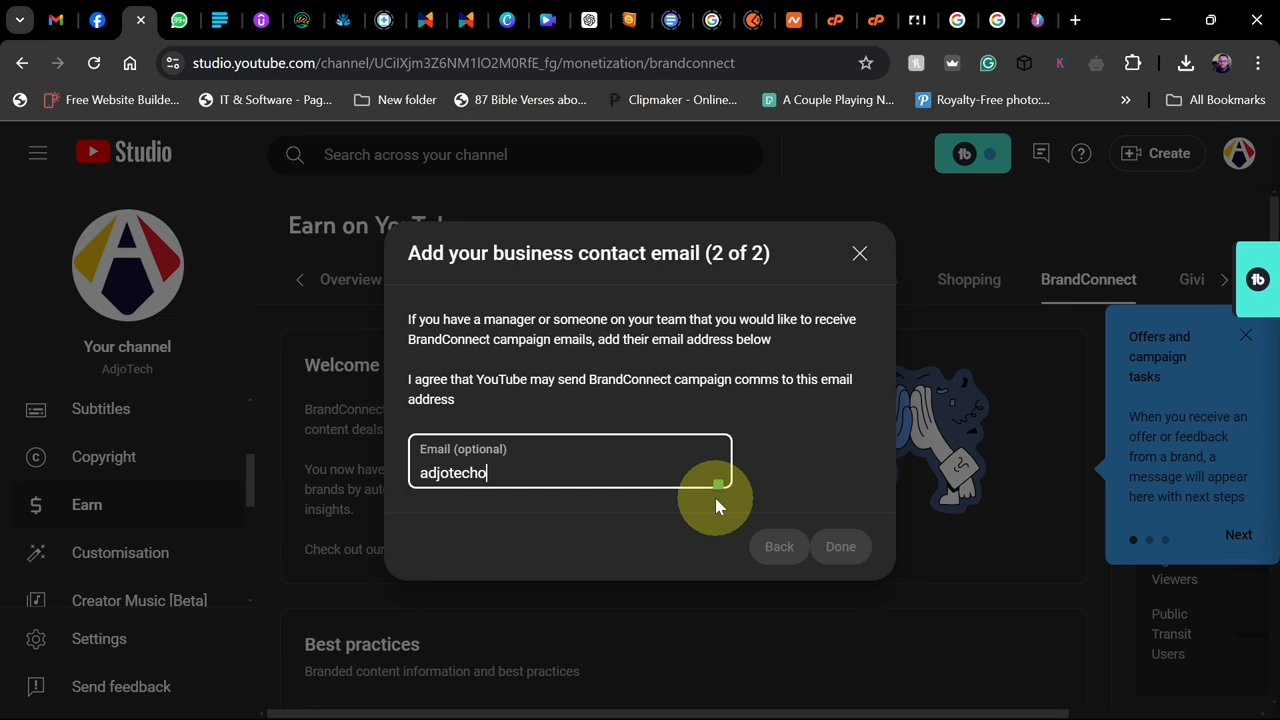 99+
studio.youtube.com/channel/UCilXjm3Z6NM1lO2M0RfE_fg/monetization/brandconnect
Free Website Builde...
IT & Software - Pag...
New folder
87 Bible Verses abo...
Clipmaker - Online...
A Couple Playing N...
Royalty-Free photo:...
»
All Bookmarks
Studio
Search across your channel
Create
Your channel
AdjoTech
Subtitles
Copyright
Earn
Customisation
Creator Music [Beta]
Settings
Send feedback
Overview
Shopping
BrandConnect
Givi
Welcome
BrandConnect
content deals
You now have
brands by aut
insights.
Check out our
Best practices
Branded content information and best practices
Add your business contact email (2 of 2)
If you have a manager or someone on your team that you would like to receive
BrandConnect campaign emails, add their email address below
I agree that YouTube may send BrandConnect campaign comms to this email
address
Email (optional)
adjotecho
Back
Done
Offers and
campaign
tasks
When you receive an
offer or feedback
from a brand, a
message will appear
here with next steps
Next
Viewers
Public
Transit
Users